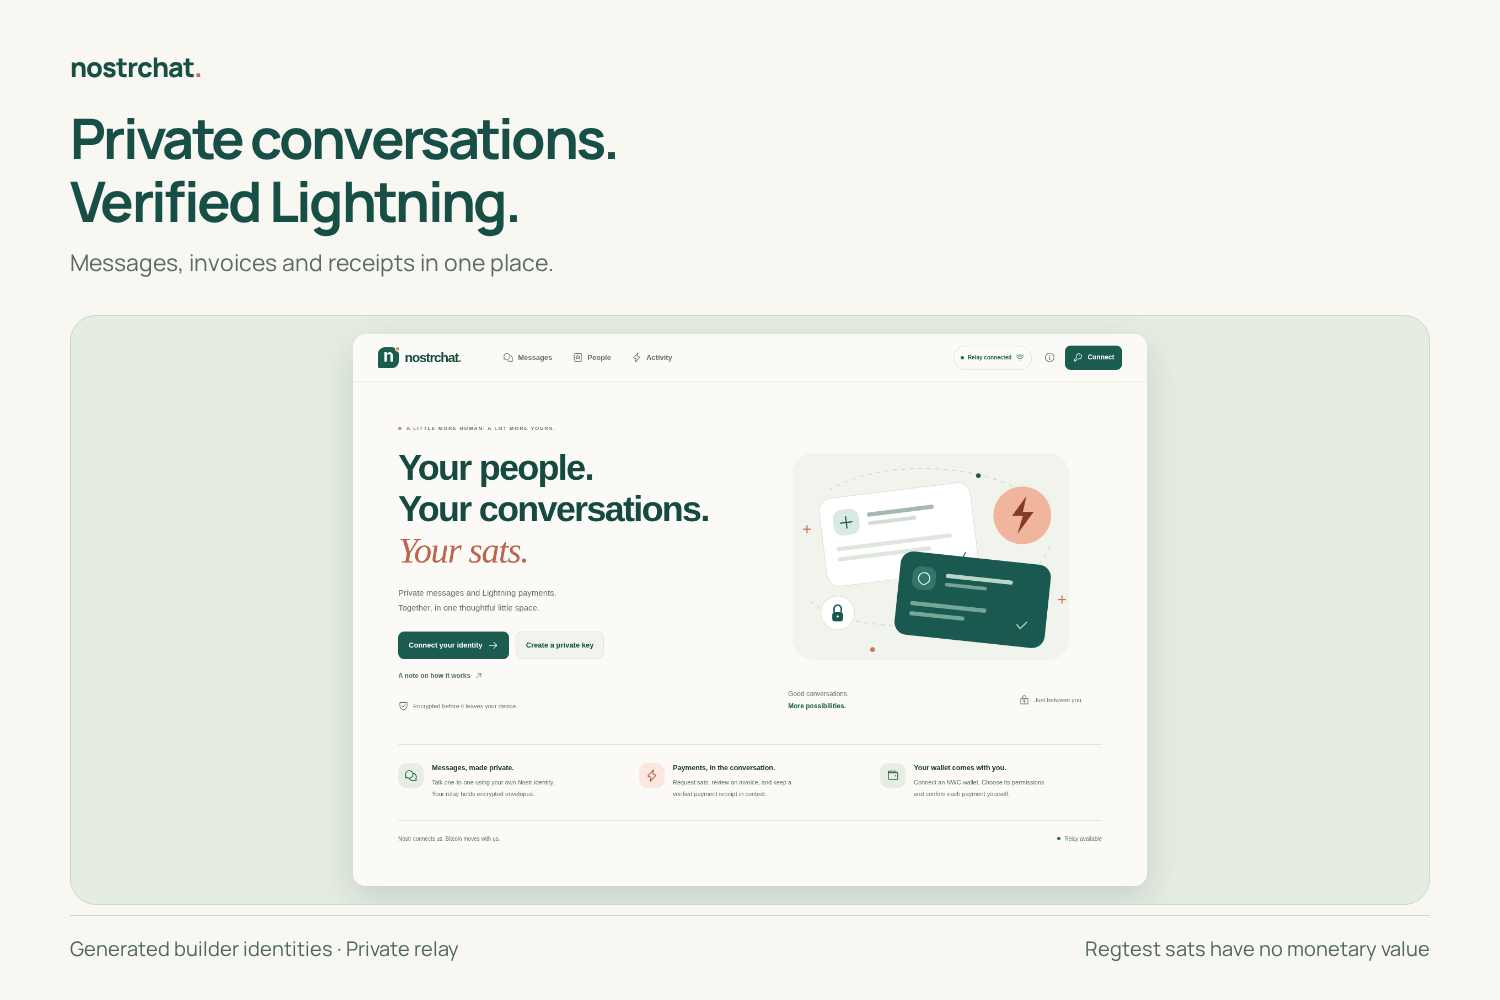 nostrchat.
Private conversations.
Verified Lightning.
Messages, invoices and receipts in one place.
n nostrchat.
Messages
People
Activity
Relay connected
Connect
A LITTLE MORE HUMAN. A LOT MORE YOURS.
Your people.
Your conversations.
Your sats.
Private messages and Lightning payments.
Together, in one thoughtful little space.
Connect your identity
Create a private key
A note on how it works
Encrypted before it leaves your device.
Good conversations.
More possibilities.
Just between you.
Messages, made private.
Talk one-to-one using your own Nostr identity.
Your relay holds encrypted envelopes.
Payments, in the conversation.
Request sats, review an invoice, and keep a
verified payment receipt in context.
Your wallet comes with you.
Connect an NWC wallet. Choose its permissions
and confirm each payment yourself.
Nostr connects us. Bitcoin moves with us.
Relay available
Generated builder identities · Private relay
Regtest sats have no monetary value